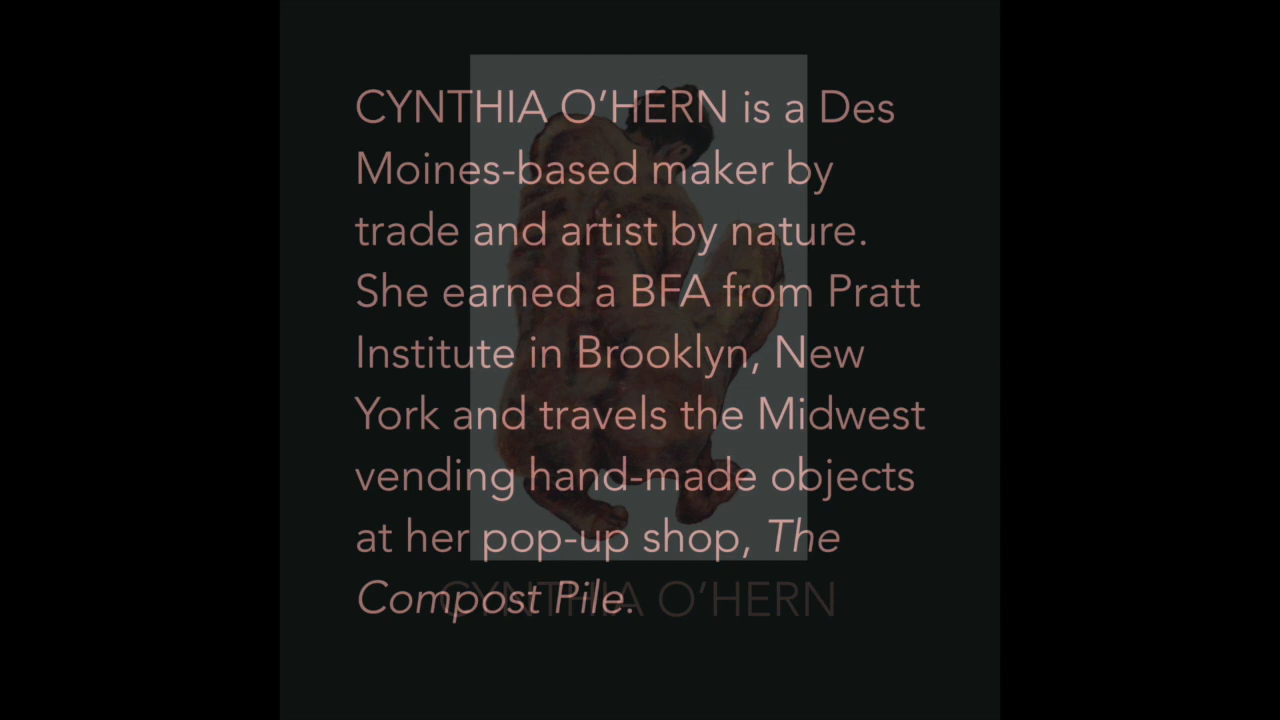 CYNTHIA O’HERN is a Des
Moines-based maker by
trade and artist by nature.
She earned a BFA from Pratt
Institute in Brooklyn, New
York and travels the Midwest
vending hand-made objects
at her pop-up shop, The
Compost Pile.
CYNTHIA O’HERN